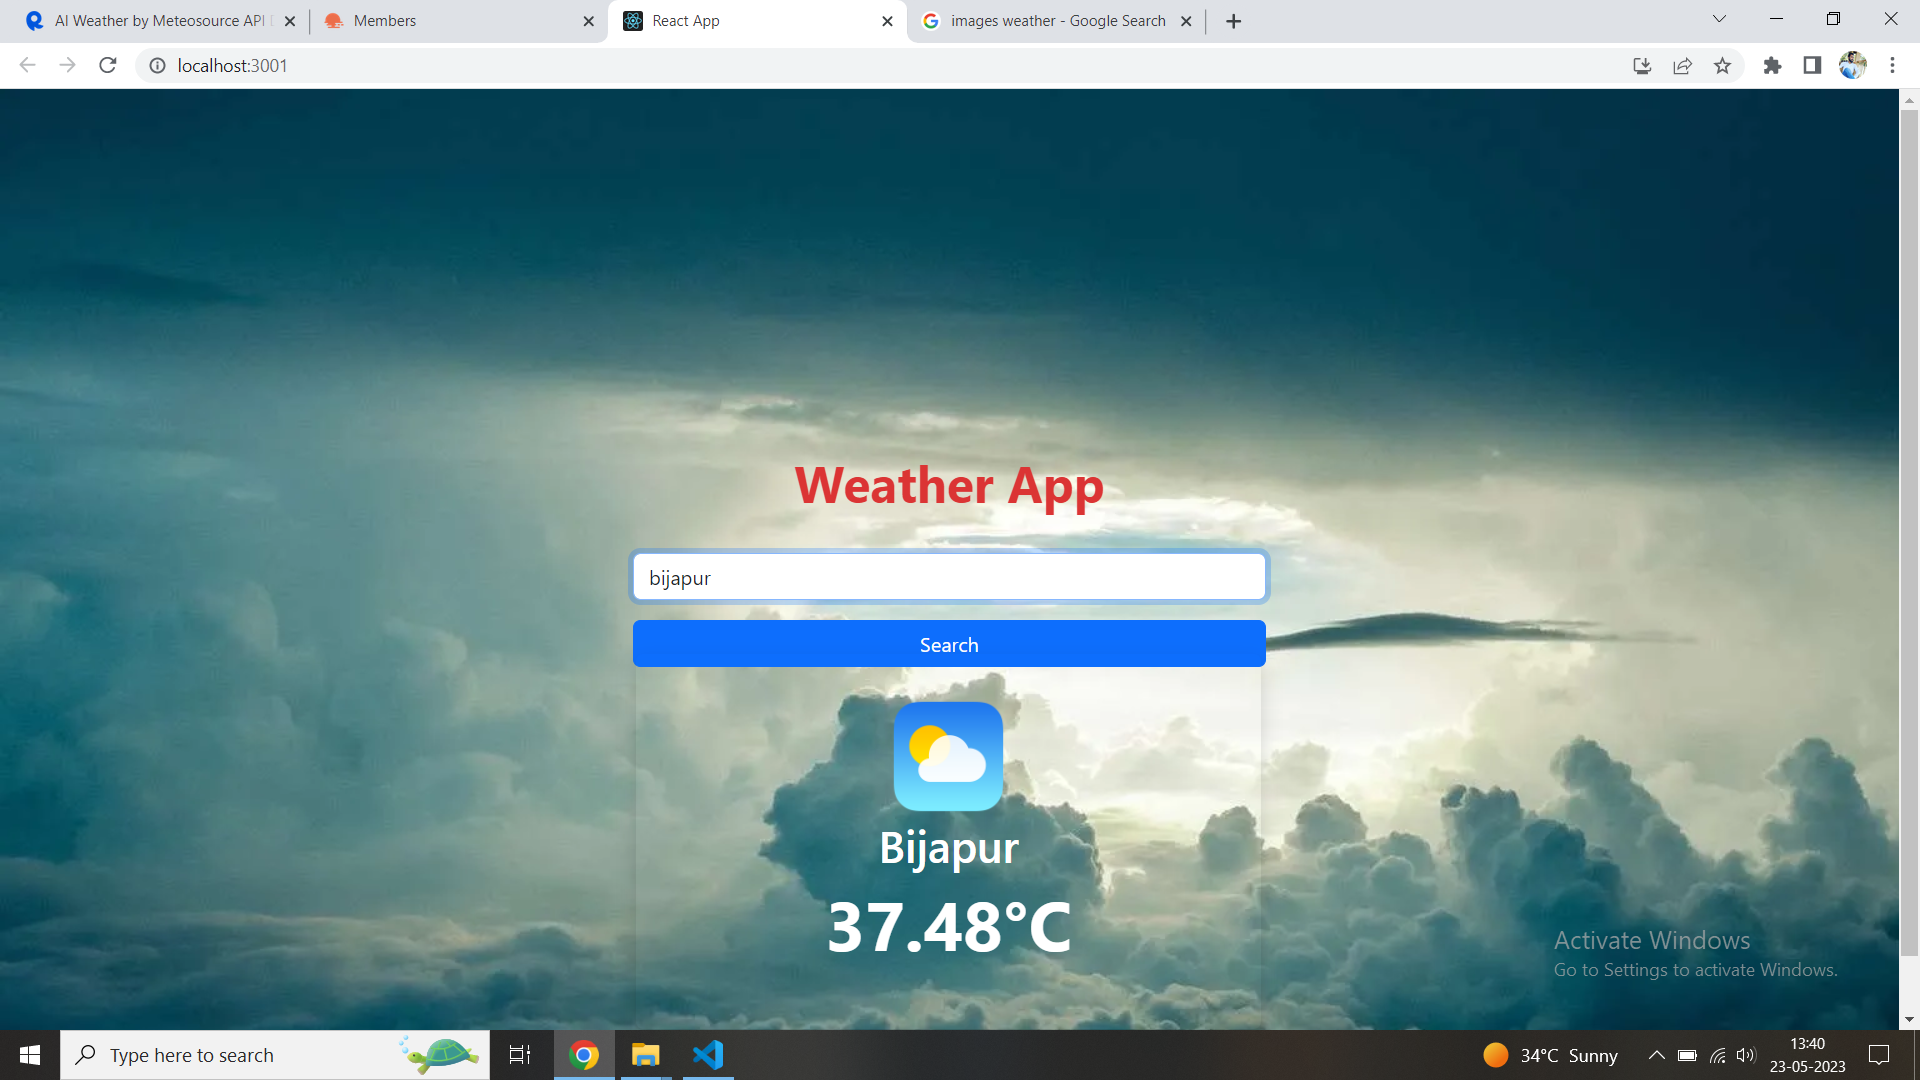 AI Weather by Meteosource API
Members
React App
images weather - Google Search
localhost:3001
Weather App
bijapur
Search
Bijapur
37.48°C
Activate Windows
Go to Settings to activate Windows.
Type here to search
34°C Sunny
13:40
23-05-2023